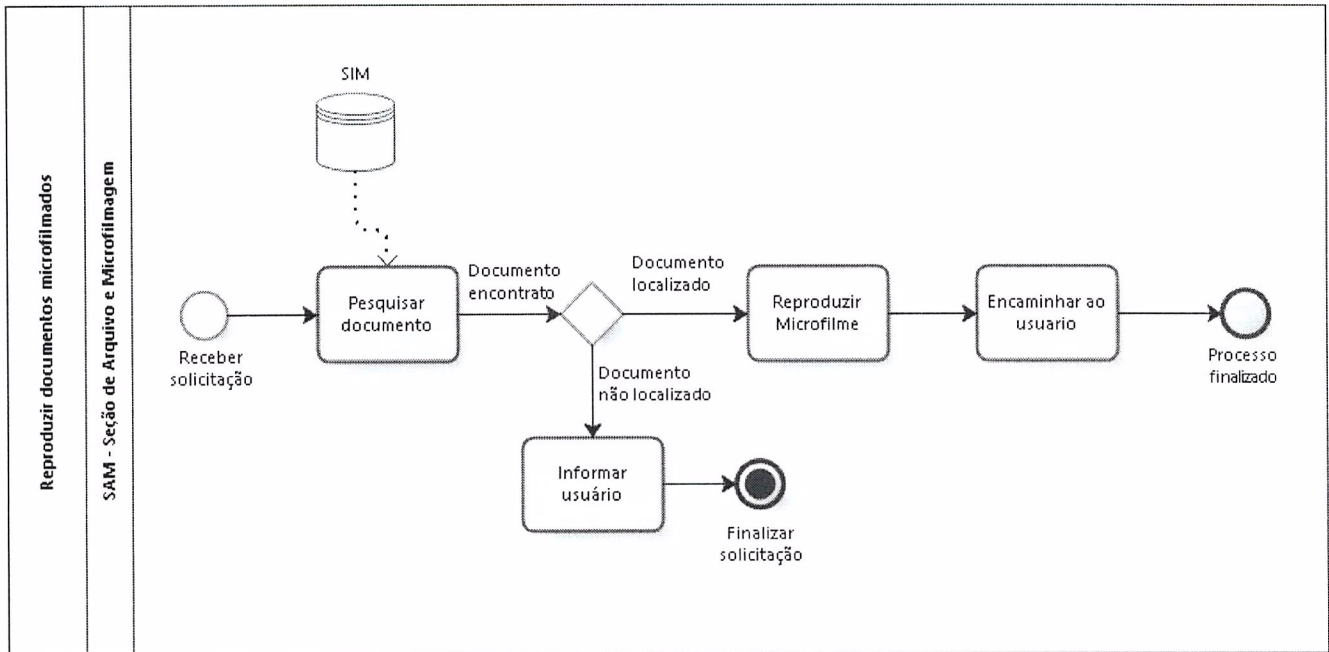 Reproduzir documentos microfilmados
SAM - Seção de Arquivo e Microfilmagem
SIM
Receber
solicitação
Pesquisar
documento
Documento
encontrato
Documento
localizado
Reproduzir
Microfilme
Encaminhar ao
usuario
Processo
finalizado
Documento
não localizado
Informar
usuário
Finalizar
solicitação